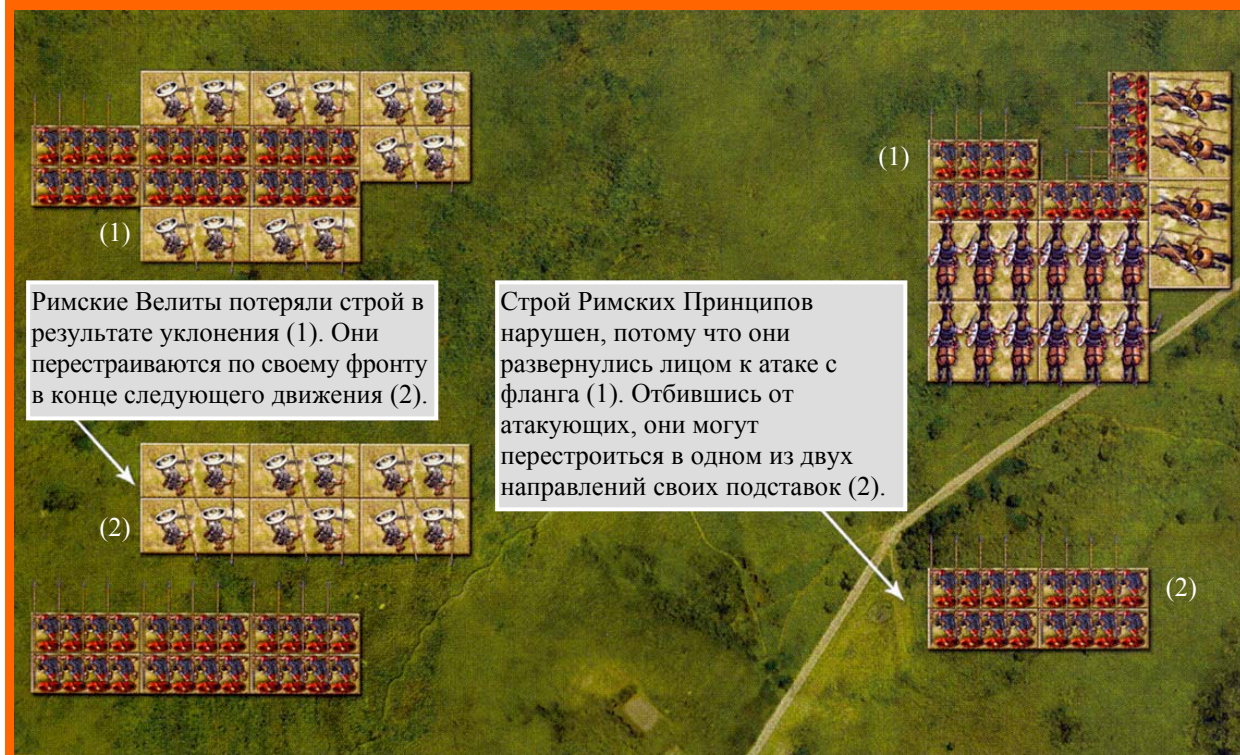 (1)
Римские Велиты потеряли строй в
результате уклонения (1). Они
перестраиваются по своему фронту
в конце следующего движения (2).
(2)
(1)
Строй Римских Принципов
нарушен, потому что они
развернулись лицом к атаке с
фланга (1). Отбившись от
атакующих, они могут
перестроиться в одном из двух
направлений своих подставок (2).
(2)